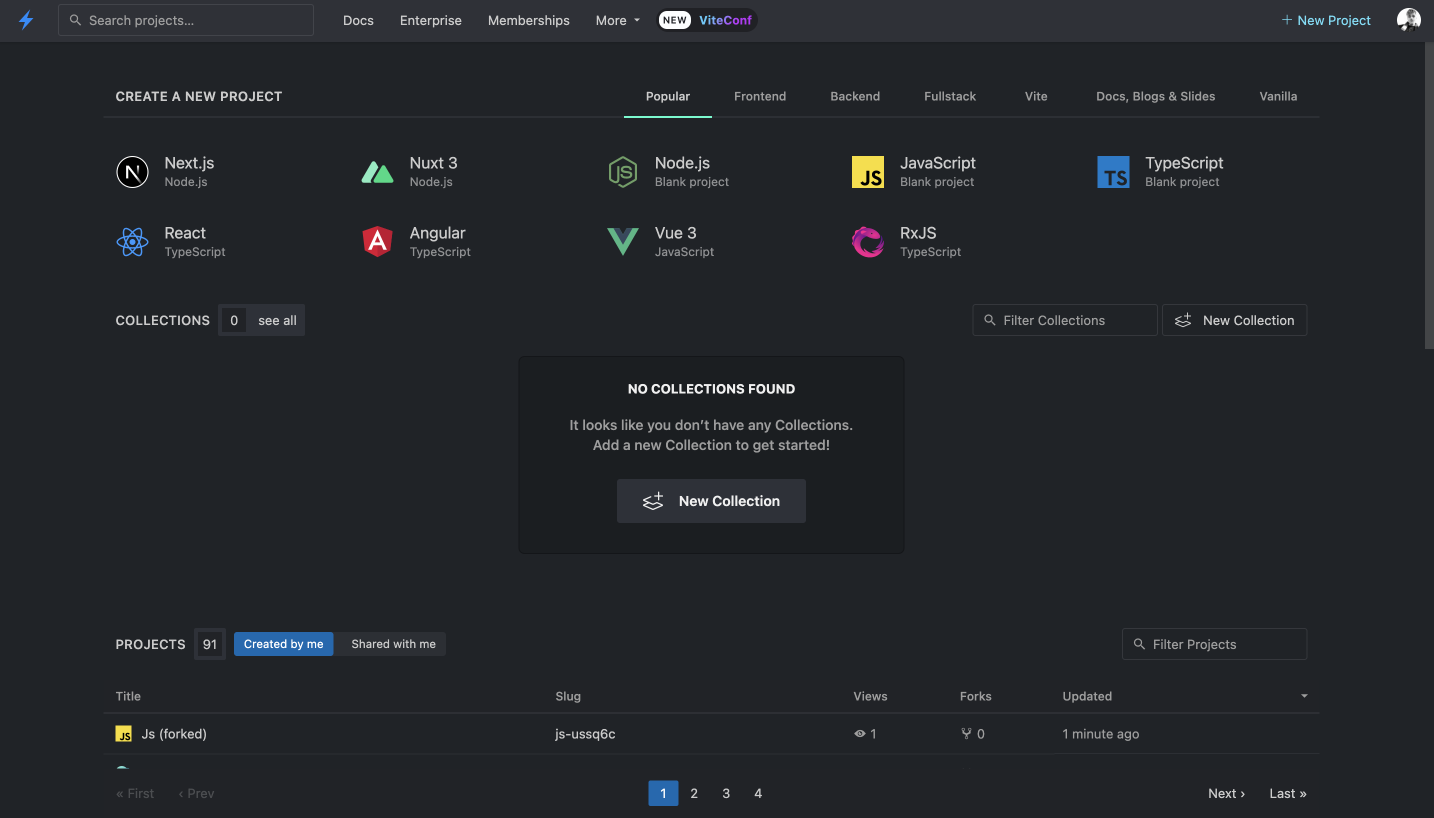 Search projects...
Docs
Enterprise
Memberships
More
NEW ViteConf
+ New Project
CREATE A NEW PROJECT
Popular
Frontend
Backend
Fullstack
Vite
Docs, Blogs & Slides
Vanilla
N
Next.js
Node.js
Nuxt 3
Node.js
JS
Node.js
Blank project
JS
JavaScript
Blank project
TS
TypeScript
Blank project
React
TypeScript
A
Angular
TypeScript
Vue 3
JavaScript
RxJS
TypeScript
COLLECTIONS
0
see all
Filter Collections
New Collection
NO COLLECTIONS FOUND
It looks like you don’t have any Collections.
Add a new Collection to get started!
New Collection
PROJECTS
91
Created by me
Shared with me
Filter Projects
Title
Slug
Views
Forks
Updated
JS
Js (forked)
js-ussq6c
1
0
1 minute ago
« First
‹ Prev
1
2
3
4
Next ›
Last »